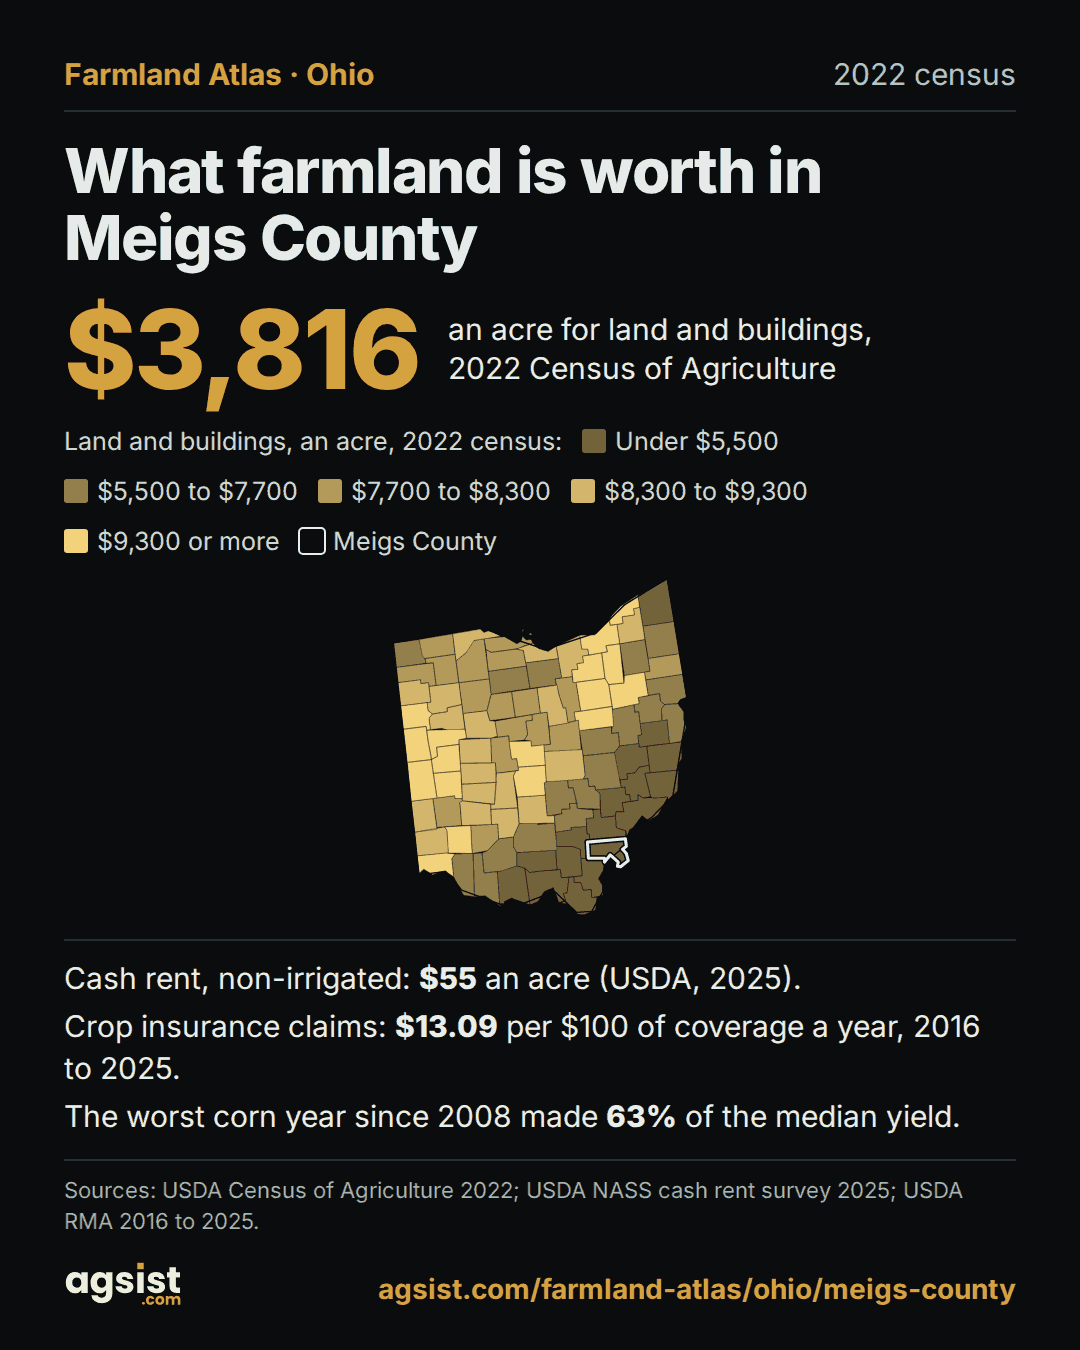 Farmland Atlas · Ohio
2022 census
What farmland is worth in
Meigs County
$3,816
an acre for land and buildings,
2022 Census of Agriculture
Land and buildings, an acre, 2022 census: Under $5,500
$5,500 to $7,700 $7,700 to $8,300 $8,300 to $9,300
$9,300 or more Meigs County
Cash rent, non-irrigated: $55 an acre (USDA, 2025).
Crop insurance claims: $13.09 per $100 of coverage a year, 2016
to 2025.
The worst corn year since 2008 made 63% of the median yield.
Sources: USDA Census of Agriculture 2022; USDA NASS cash rent survey 2025; USDA
RMA 2016 to 2025.
agsist
.com
agsist.com/farmland-atlas/ohio/meigs-county